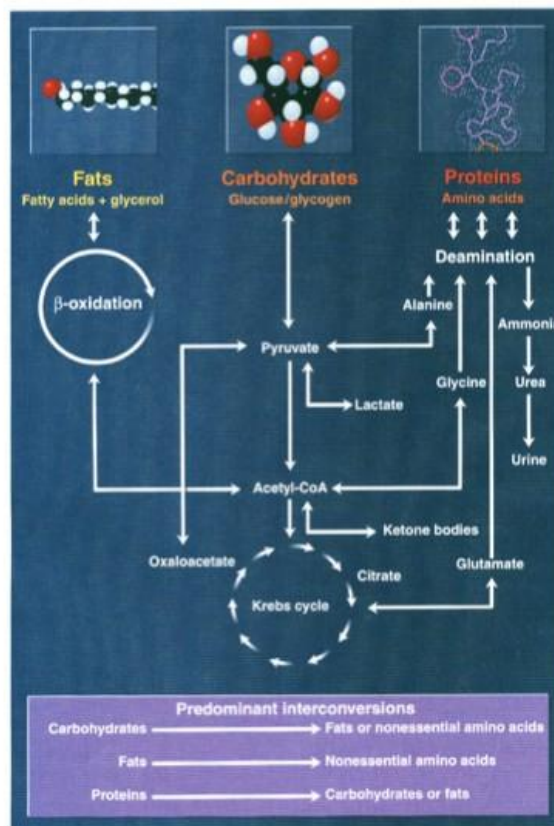 Fats
Fatty acids + glycerol
Carbohydrates
Glucose/glycogen
Proteins
Amino acids
β-oxidation
Deamination
Alanine
Ammonia
Pyruvate
Glycine
Urea
Lactate
Urine
Acetyl-CoA
Ketone bodies
Oxaloacetate
Citrate
Glutamate
Krebs cycle
Predominant interconversions
Carbohydrates Fats or nonessential amino acids
Fats Nonessential amino acids
Proteins Carbohydrates or fats